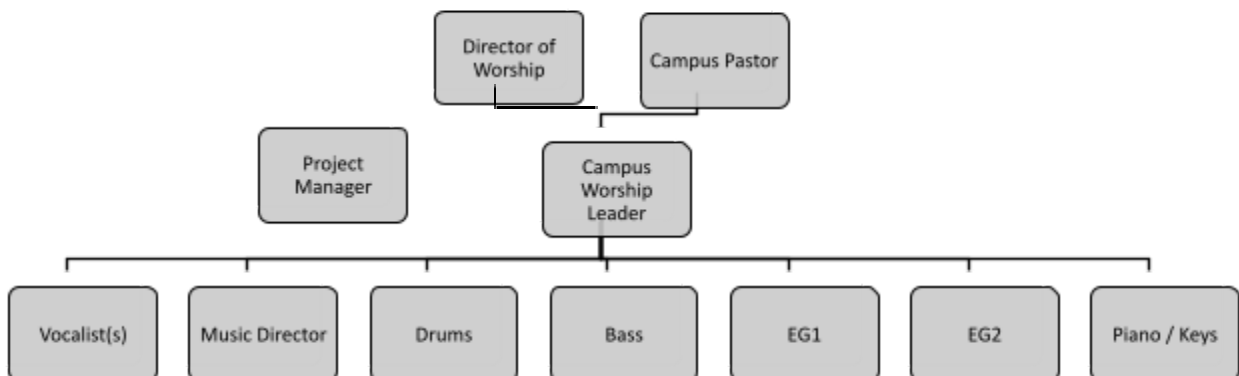 Director of
Worship
Campus Pastor
Project
Manager
Campus
Worship
Leader
Vocalist(s)
Music Director
Drums
Bass
EG1
EG2
Piano / Keys